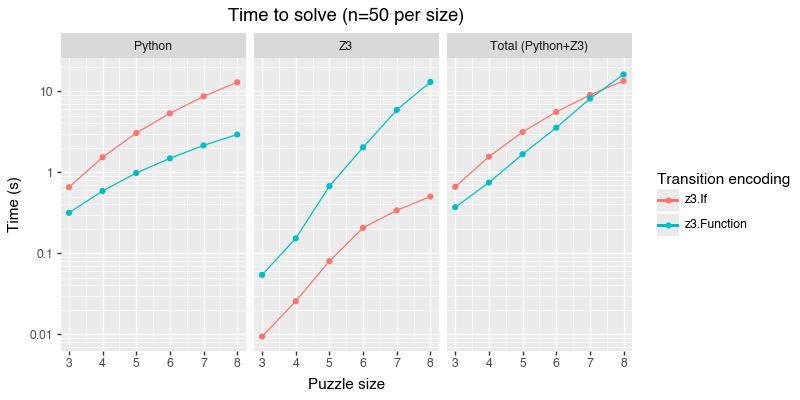 Time to solve (n=50 per size)
Python
Z3
Total (Python+Z3)
Time (s)
10
1
0.1
0.01
3 4 5 6 7 8
3 4 5 6 7 8
3 4 5 6 7 8
Puzzle size
Transition encoding
z3.If
z3.Function